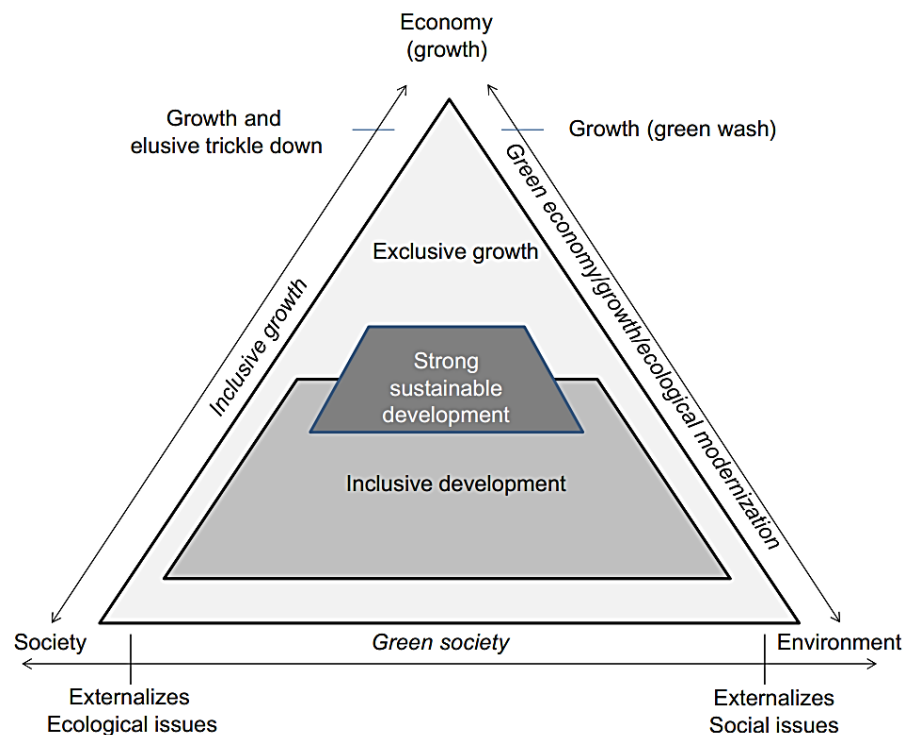 Economy
(growth)
Growth and
elusive trickle down
Growth (green wash)
Green economy/growth/ecological modernization
Exclusive growth
Inclusive growth
Strong
sustainable
development
Inclusive development
Society
Green society
Environment
Externalizes
Ecological issues
Externalizes
Social issues